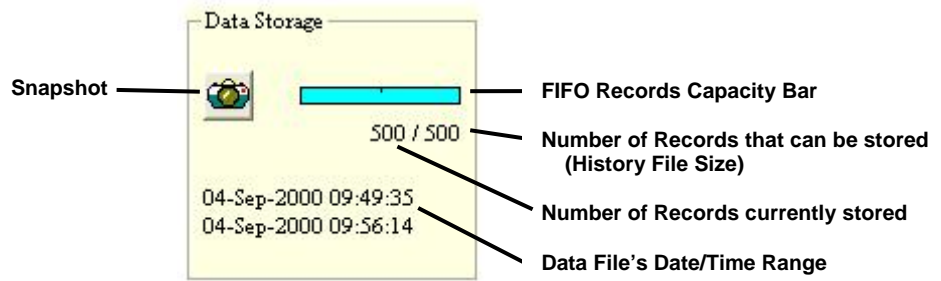 Data Storage
Snapshot
FIFO Records Capacity Bar
500 / 500
Number of Records that can be stored
(History File Size)
04-Sep-2000 09:49:35
04-Sep-2000 09:56:14
Number of Records currently stored
Data File's Date/Time Range